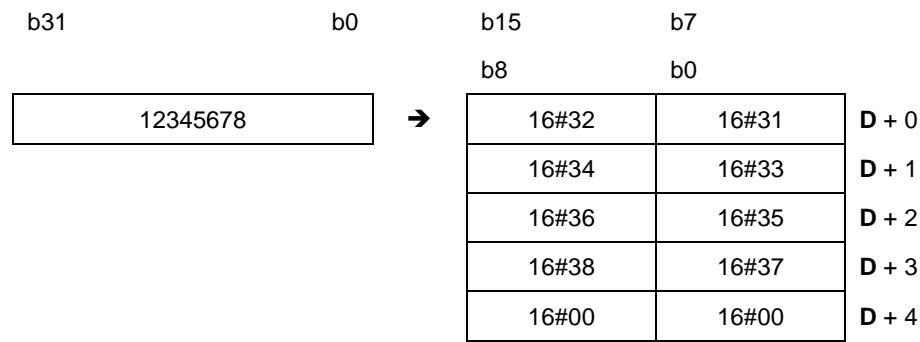 b31 b0 b15 b7
b8 b0
12345678 ➔ 16#32 16#31 D + 0
16#34 16#33 D + 1
16#36 16#35 D + 2
16#38 16#37 D + 3
16#00 16#00 D + 4